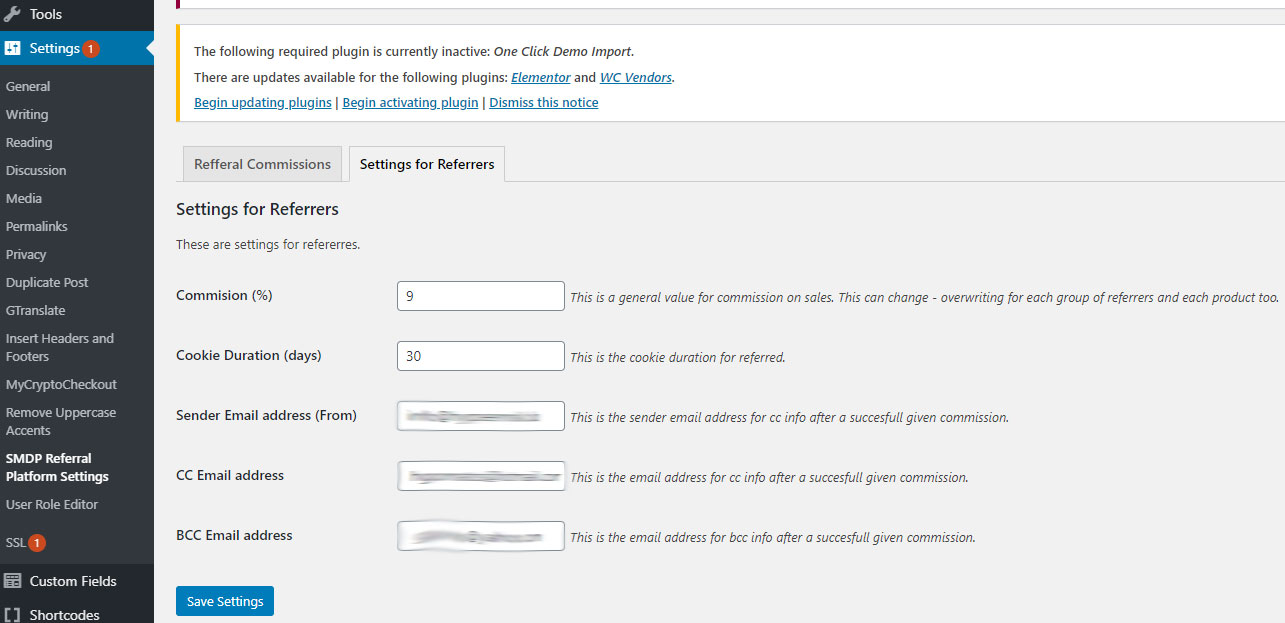 Tools
Settings 1
General
Writing
Reading
Discussion
Media
Permalinks
Privacy
Duplicate Post
GTranslate
Insert Headers and
Footers
MyCryptoCheckout
Remove Uppercase
Accents
SMDP Referral
Platform Settings
User Role Editor
SSL 1
Custom Fields
Shortcodes
The following required plugin is currently inactive: One Click Demo Import.
There are updates available for the following plugins: Elementor and WC Vendors.
Begin updating plugins | Begin activating plugin | Dismiss this notice
Refferal Commissions
Settings for Referrers
Settings for Referrers
These are settings for refererres.
Commision (%) 9 This is a general value for commission on sales. This can change - overwriting for each group of referrers and each product too.
Cookie Duration (days) 30 This is the cookie duration for referred.
Sender Email address (From) This is the sender email address for cc info after a succesfull given commission.
CC Email address This is the email address for cc info after a succesfull given commission.
BCC Email address This is the email address for bcc info after a succesfull given commission.
Save Settings